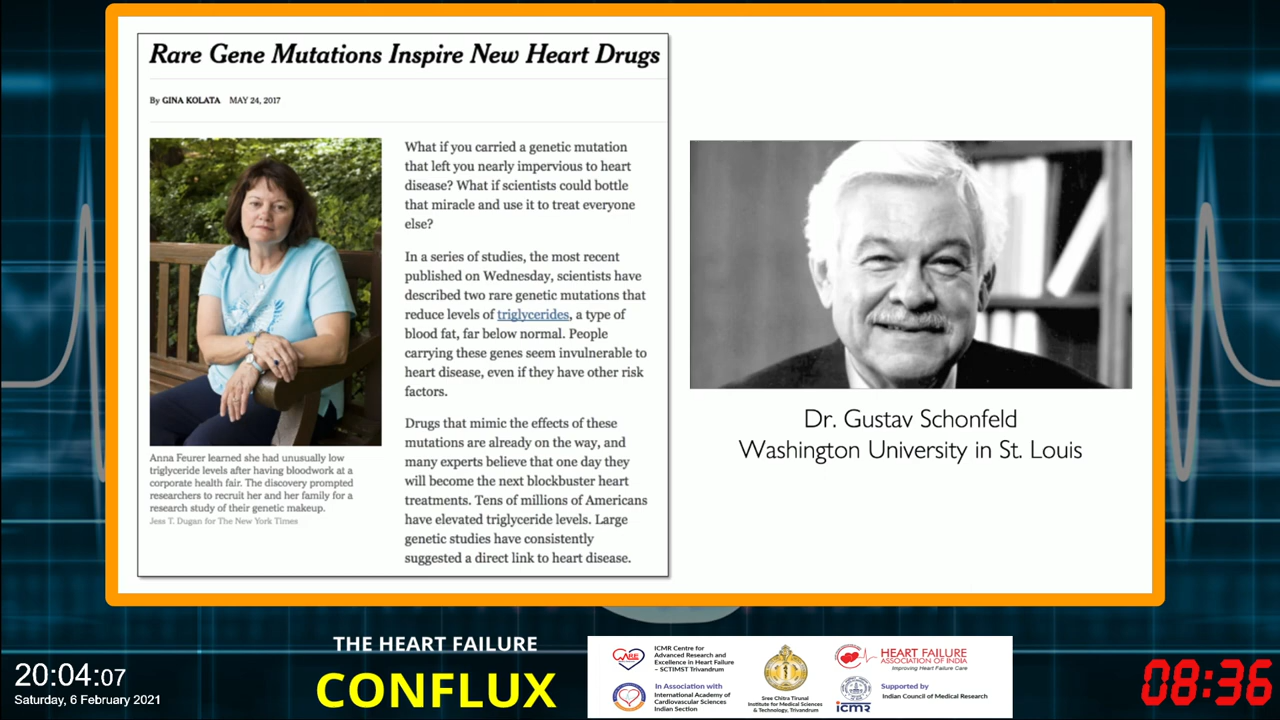 Rare Gene Mutations Inspire New Heart Drugs
By GINA KOLATA MAY 24, 2017
What if you carried a genetic mutation
that left you nearly impervious to heart
disease? What if scientists could bottle
that miracle and use it to treat everyone
else?
In a series of studies, the most recent
published on Wednesday, scientists have
described two rare genetic mutations that
reduce levels of triglycerides, a type of
blood fat, far below normal. People
carrying these genes seem invulnerable to
heart disease, even if they have other risk
factors.
Drugs that mimic the effects of these
mutations are already on the way, and
many experts believe that one day they
will become the next blockbuster heart
treatments. Tens of millions of Americans
have elevated triglyceride levels. Large
genetic studies have consistently
suggested a direct link to heart disease.
Anna Feurer learned she had unusually low
triglyceride levels after having bloodwork at a
corporate health fair. The discovery prompted
researchers to recruit her and her family for a
research study of their genetic makeup.
Jess T. Dugan for The New York Times
Dr. Gustav Schonfeld
Washington University in St. Louis
20:04:07
Saturday 6 February 2021
THE HEART FAILURE
CONFLUX
CARE
ICMR Centre for
Advanced Research and
Excellence in Heart Failure
– SCTIMST Trivandrum
In Association with
International Academy of
Cardiovascular Sciences
Indian Section
Sree Chitra Tirunal
Institute for Medical Sciences
& Technology, Trivandrum
HEART FAILURE
ASSOCIATION OF INDIA
Improving Heart Failure Care
icmr
Supported by
Indian Council of Medical Research
08:36